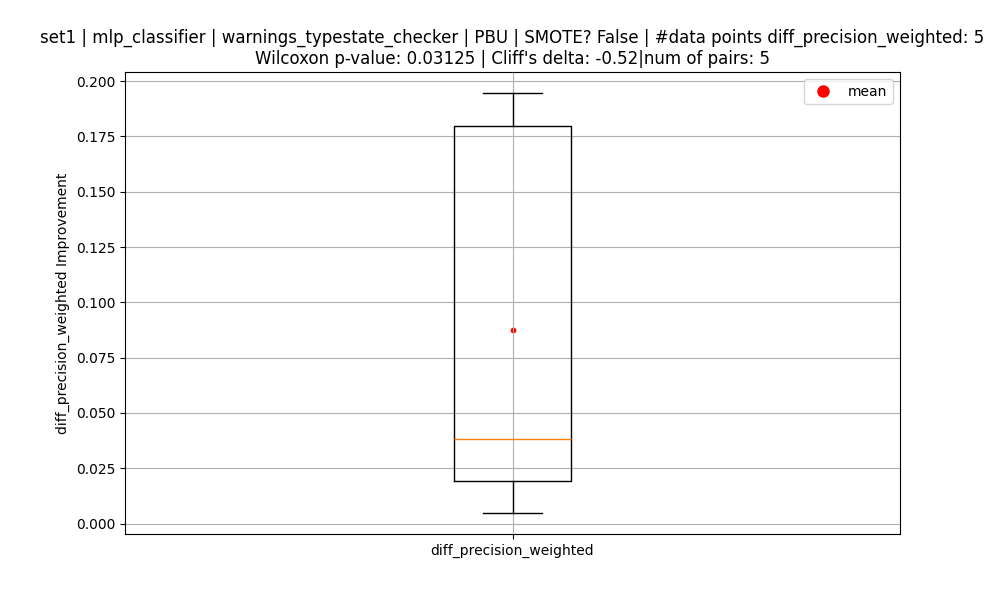 set1 | mlp_classifier | warnings_typestate_checker | PBU | SMOTE? False | #data points diff_precision_weighted: 5
Wilcoxon p-value: 0.03125 | Cliff's delta: -0.52|num of pairs: 5
mean
0.200
0.175
0.150
0.125
0.100
0.075
0.050
0.025
0.000
diff_precision_weighted Improvement
diff_precision_weighted